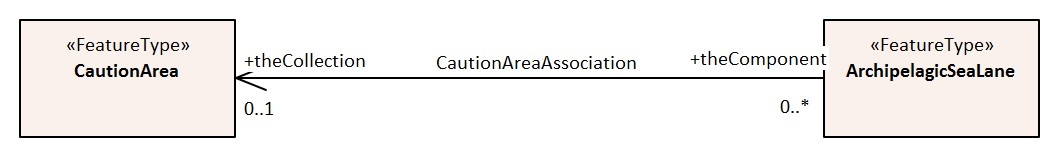 «FeatureType»
CautionArea
+theCollection
0..1
CautionAreaAssociation
+theComponent
0..*
«FeatureType»
ArchipelagicSeaLane